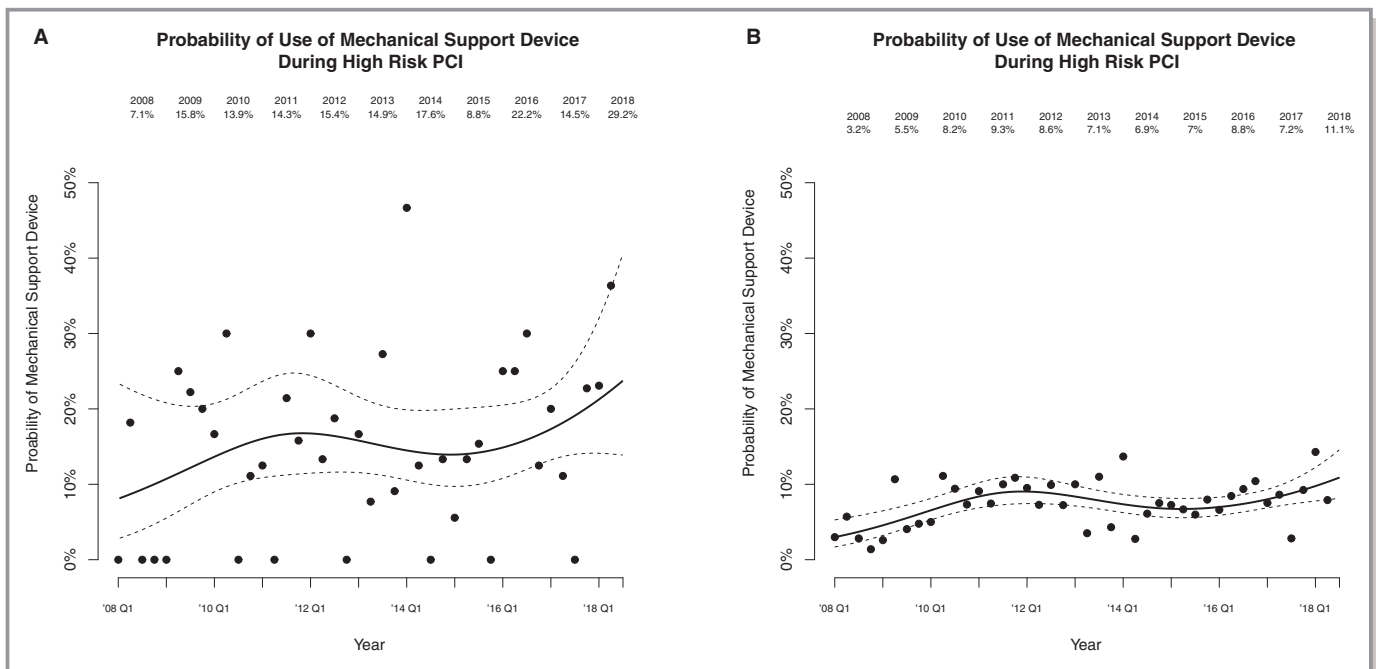 A
Probability of Use of Mechanical Support Device
During High Risk PCI
2008 2009 2010 2011 2012 2013 2014 2015 2016 2017 2018
7.1% 15.8% 13.9% 14.3% 15.4% 14.9% 17.6% 8.8% 22.2% 14.5% 29.2%
Proability of Mechanical Support Device
50%
40%
30%
20%
10%
0%
'08 Q1 '10 Q1 '12 Q1 '14 Q1 '16 Q1 '18 Q1
Year
B
Probability of Use of Mechanical Support Device
During High Risk PCI
2008 2009 2010 2011 2012 2013 2014 2015 2016 2017 2018
3.2% 5.5% 8.2% 9.3% 8.6% 7.1% 6.9% 7% 8.8% 7.2% 11.1%
Probability of Mechanical Support Device
50%
40%
30%
20%
10%
0%
'08 Q1 '10 Q1 '12 Q1 '14 Q1 '16 Q1 '18 Q1
Year